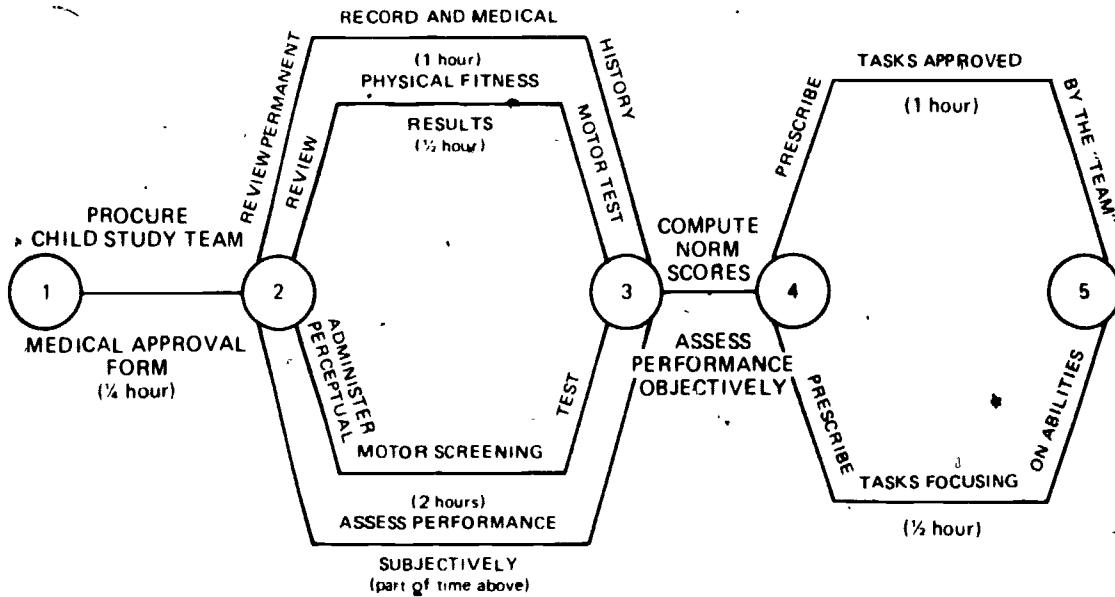 RECORD AND MEDICAL
REVIEW PERMANENT
HISTORY
(1 hour)
PHYSICAL FITNESS
REVIEW
MOTOR TEST
RESULTS
(½ hour)
TASKS APPROVED
PRESCRIBE
BY THE "TEAM"
(1 hour)
PROCURE
CHILD STUDY TEAM
COMPUTE
NORM
SCORES
1
2
3
4
5
MEDICAL APPROVAL
FORM
(¼ hour)
ASSESS
PERFORMANCE
OBJECTIVELY
ADMINISTER
PERCEPTUAL
TEST
MOTOR SCREENING
PRESCRIBE
ON ABILITIES
TASKS FOCUSING
(½ hour)
(2 hours)
ASSESS PERFORMANCE
SUBJECTIVELY
(part of time above)